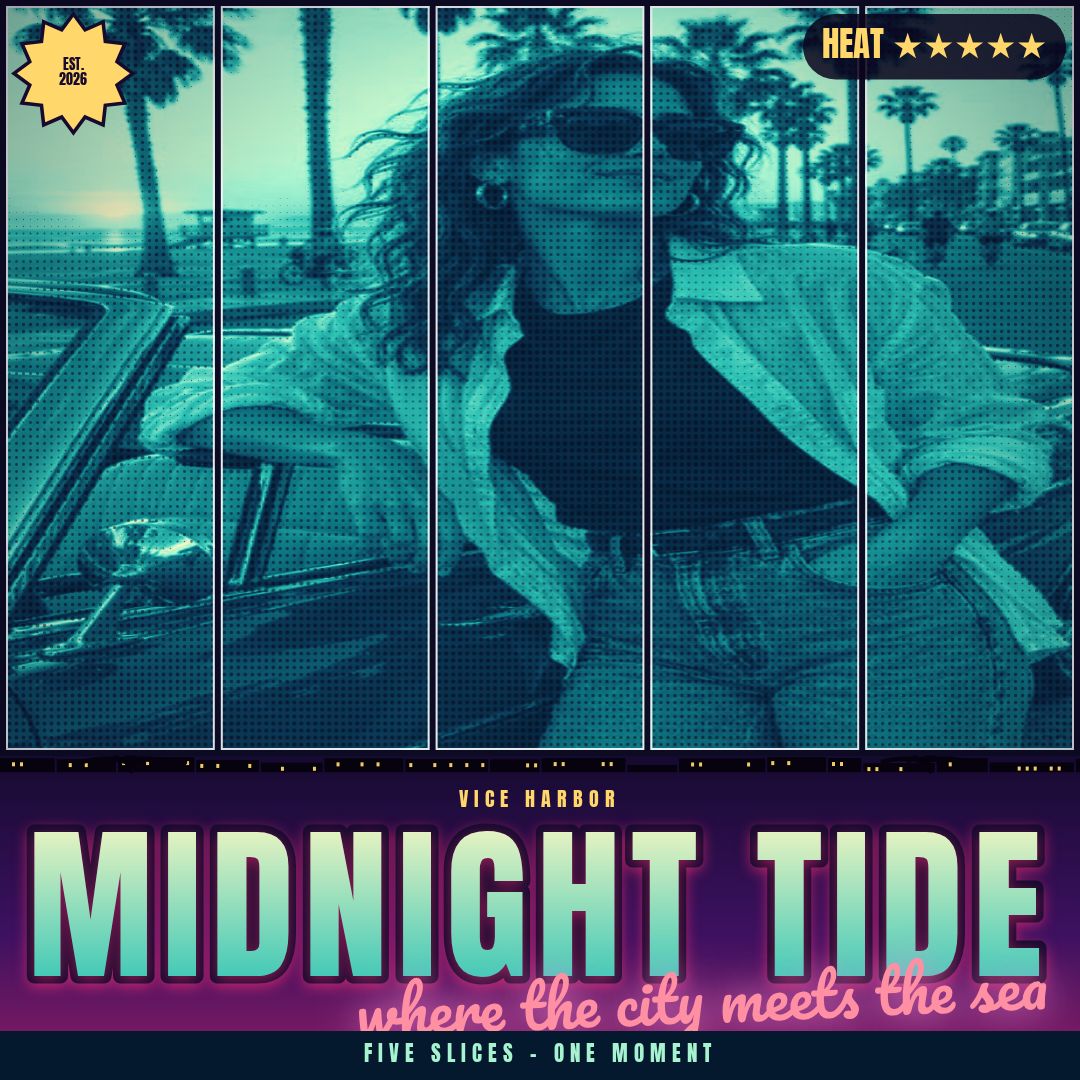 EST.
2026
HEAT ★★★★★
VICE HARBOR
MIDNIGHT TIDE
where the city meets the sea
FIVE SLICES - ONE MOMENT